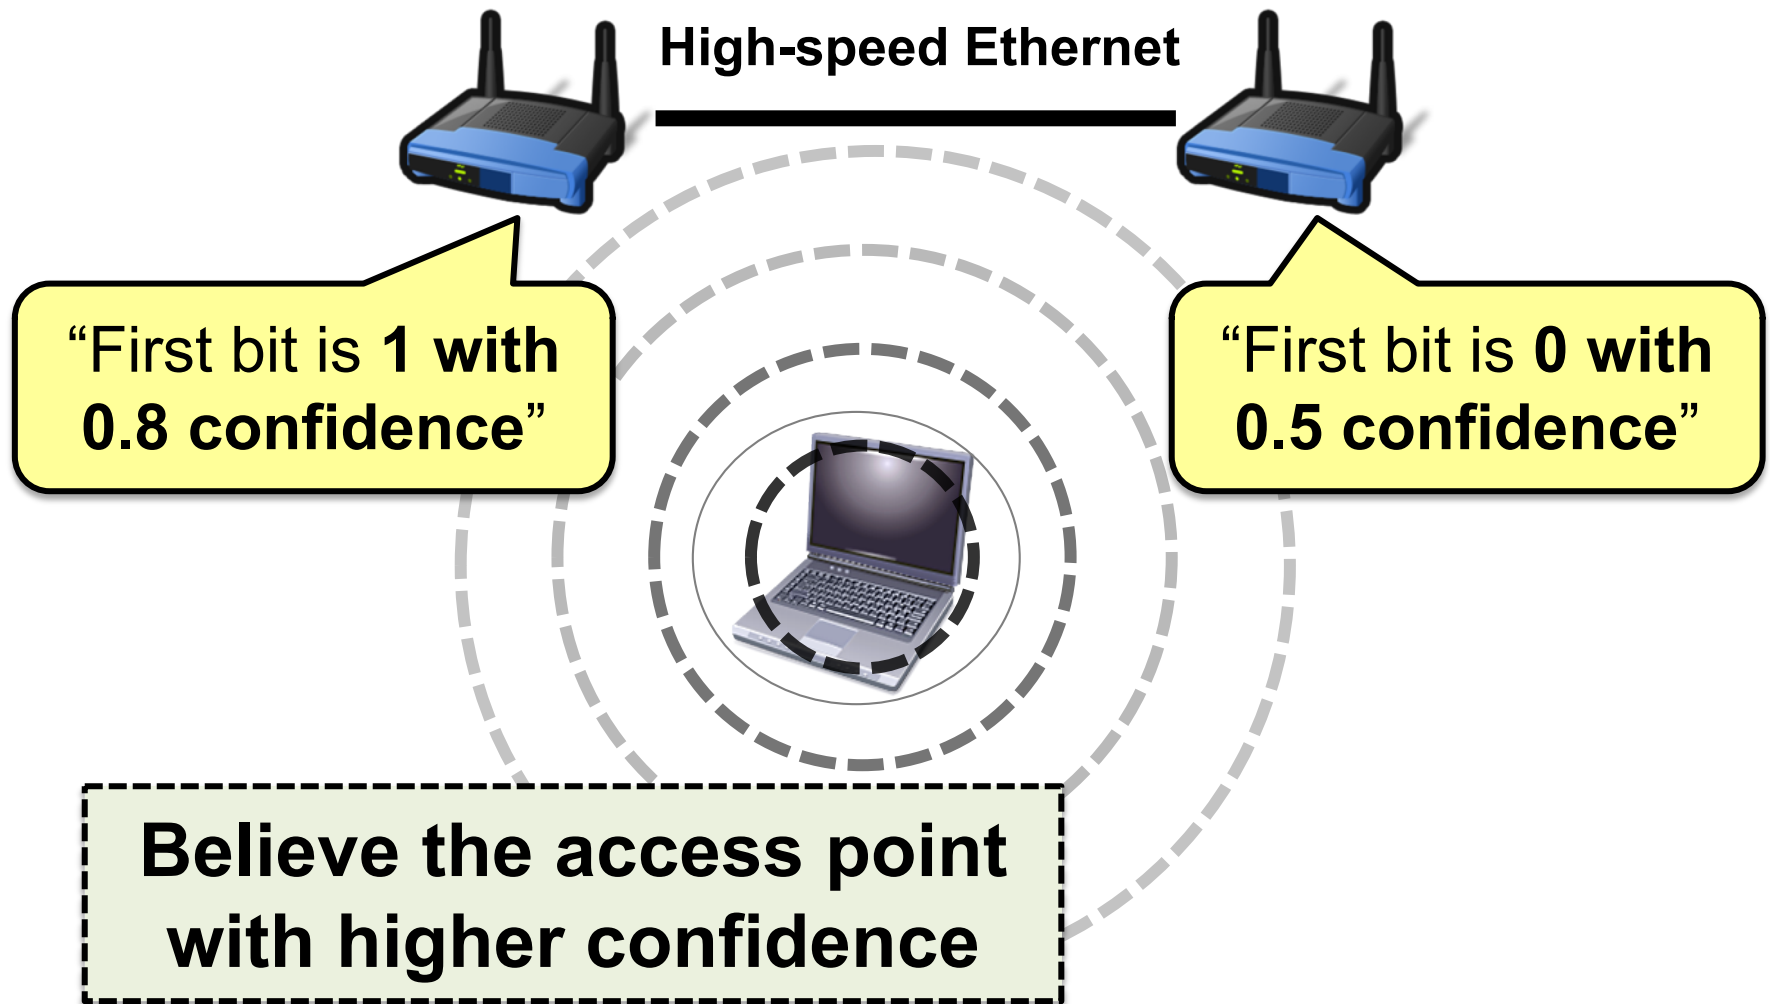 High-speed Ethernet
“First bit is 1 with
0.8 confidence”
“First bit is 0 with
0.5 confidence”
Believe the access point
with higher confidence